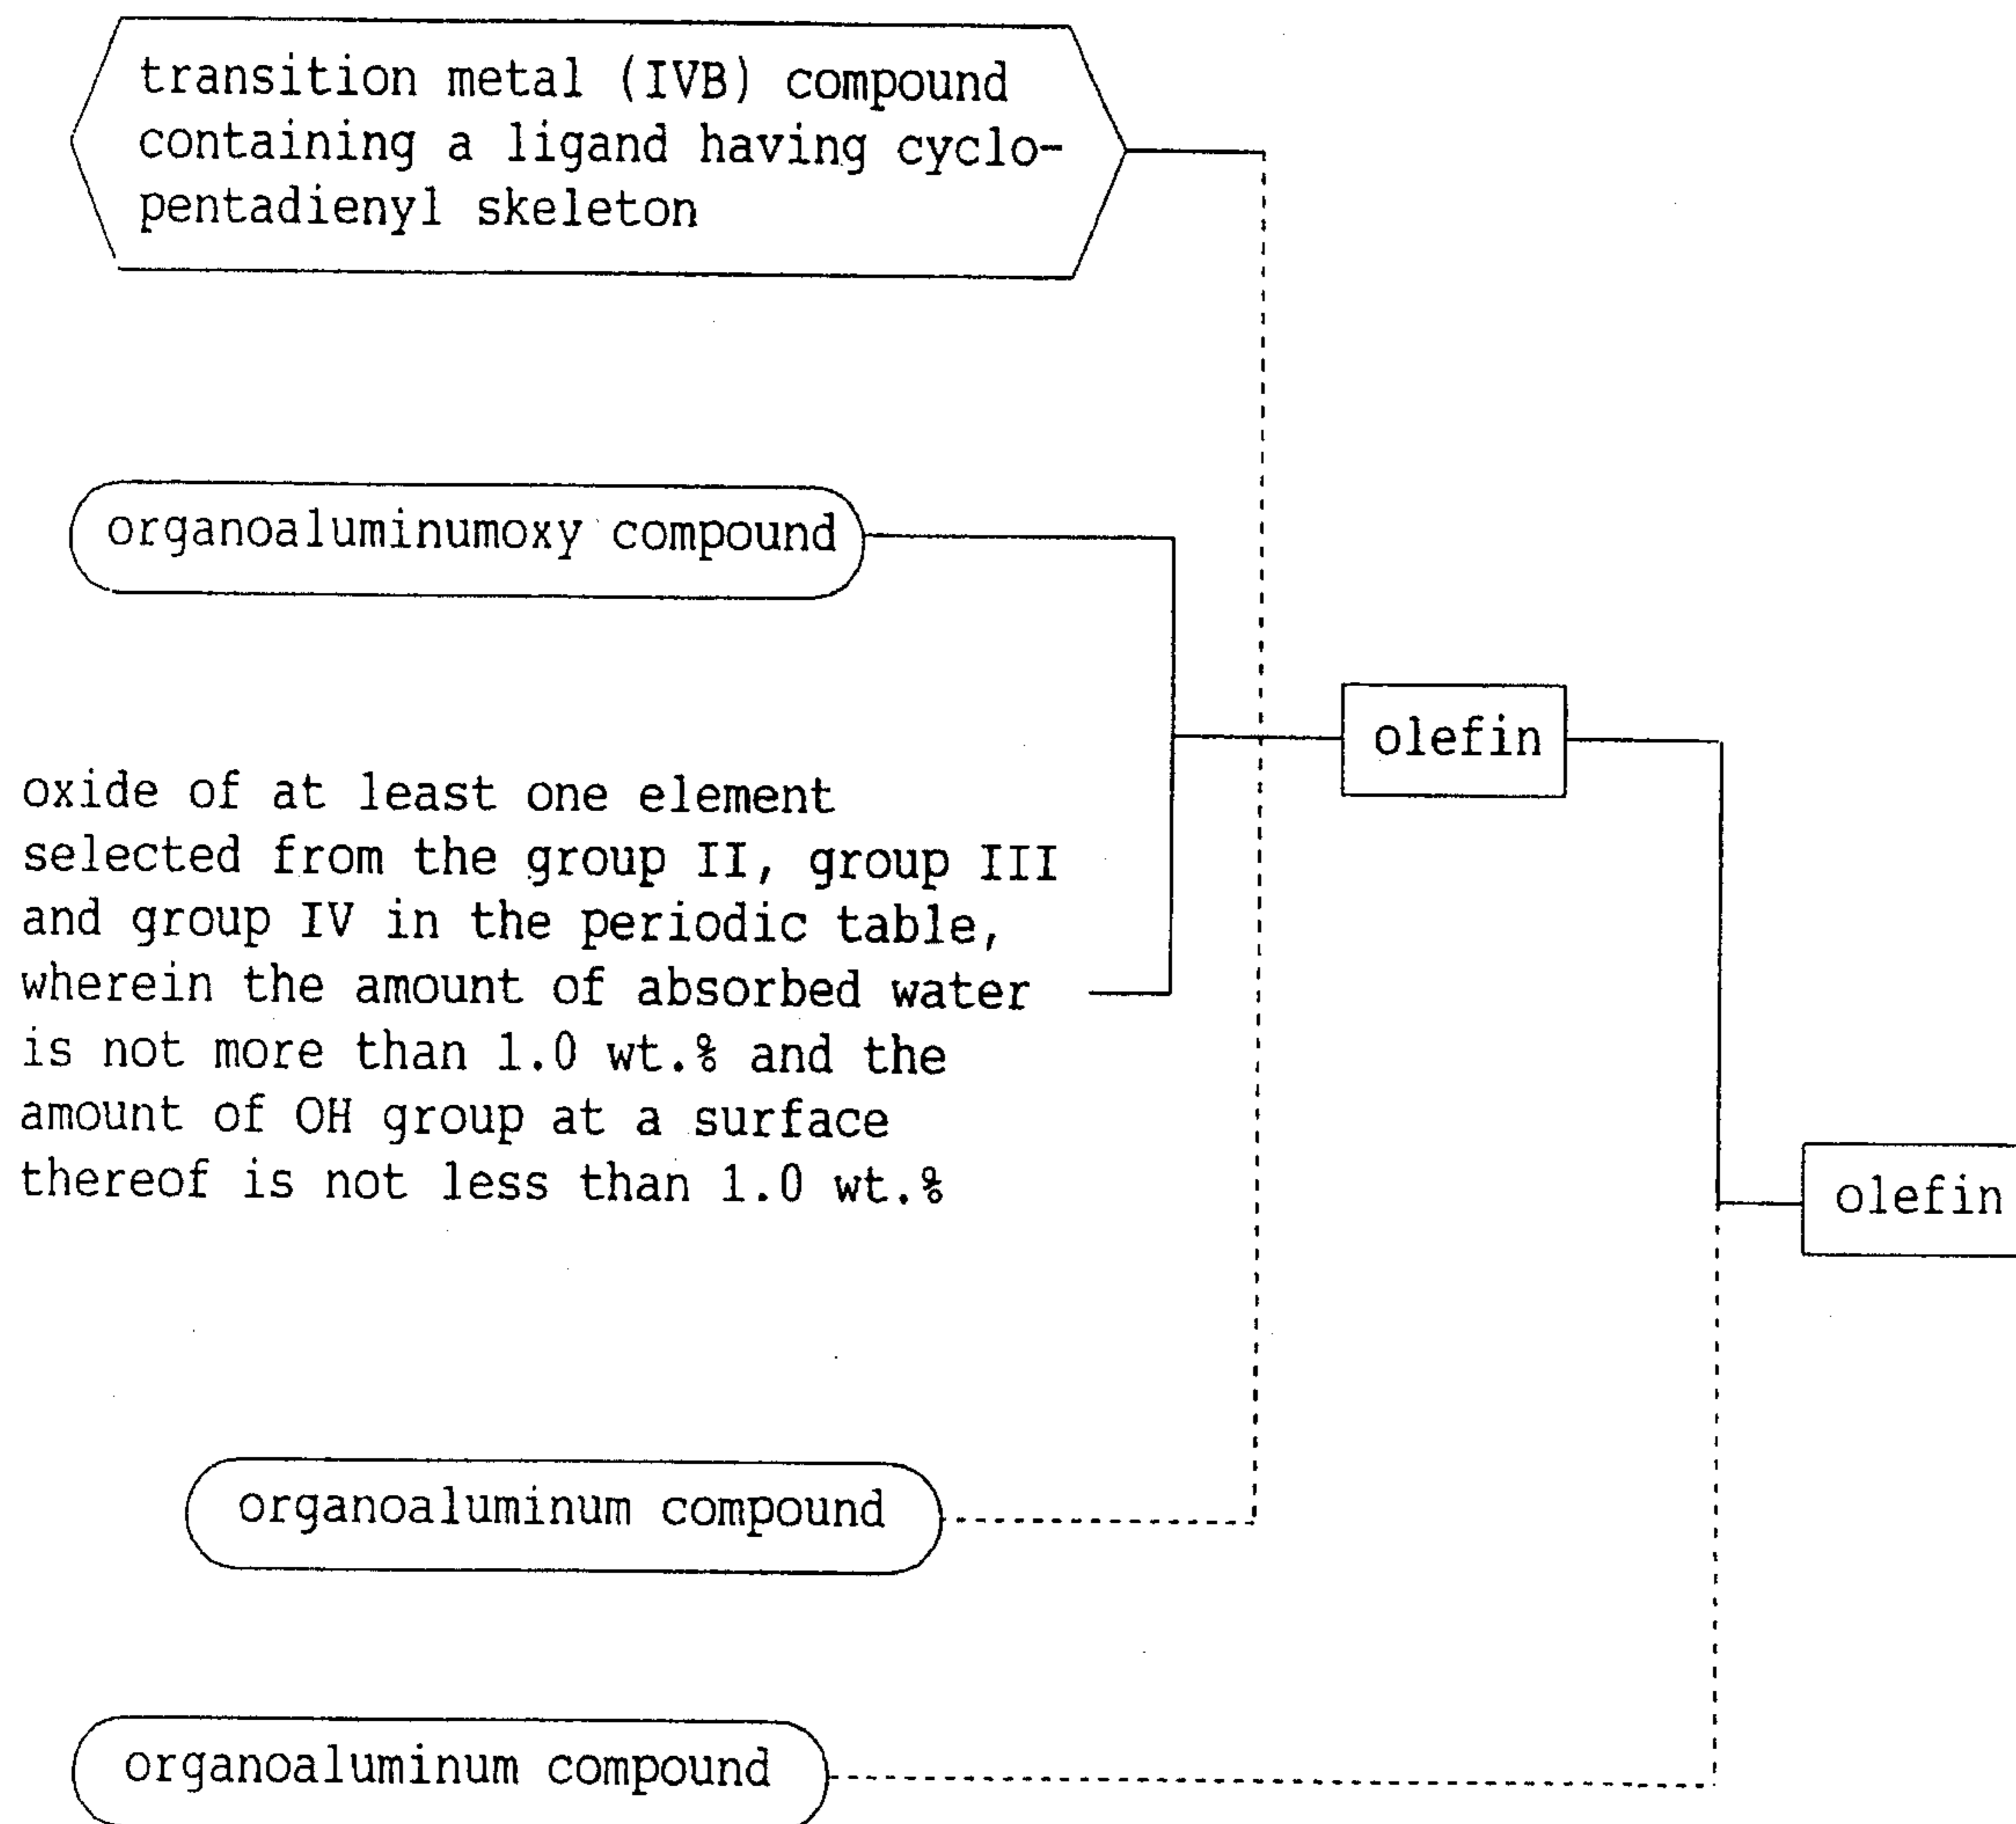 transition metal (IVB) compound
containing a ligand having cyclo-
pentadienyl skeleton
organoaluminumoxy compound
olefin
oxide of at least one element
selected from the group II, group III
and group IV in the periodic table,
wherein the amount of absorbed water
is not more than 1.0 wt.% and the
amount of OH group at a surface
thereof is not less than 1.0 wt.%
olefin
organoaluminum compound
organoaluminum compound